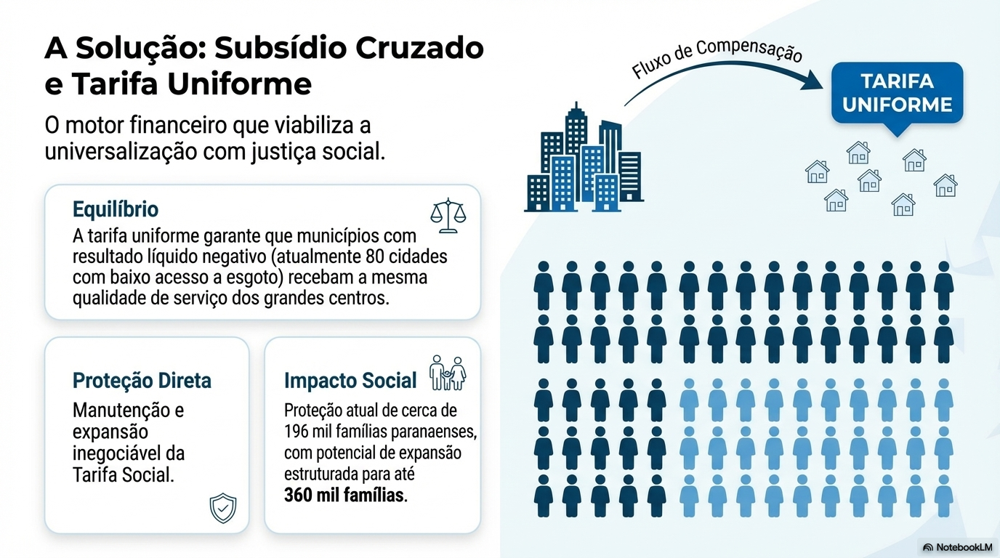 A Solução: Subsídio Cruzado
e Tarifa Uniforme
O motor financeiro que viabiliza a
universalização com justiça social.
Equilíbrio
A tarifa uniforme garante que municípios com
resultado líquido negativo (atualmente 80 cidades
com baixo acesso a esgoto) recebam a mesma
qualidade de serviço dos grandes centros.
Proteção Direta
Manutenção e
expansão
inegociável da
Tarifa Social.
Impacto Social
Proteção atual de cerca de
196 mil famílias paranaenses,
com potencial de expansão
estruturada para até
360 mil famílias.
Fluxo de Compensação
TARIFA
UNIFORME
NotebookLM